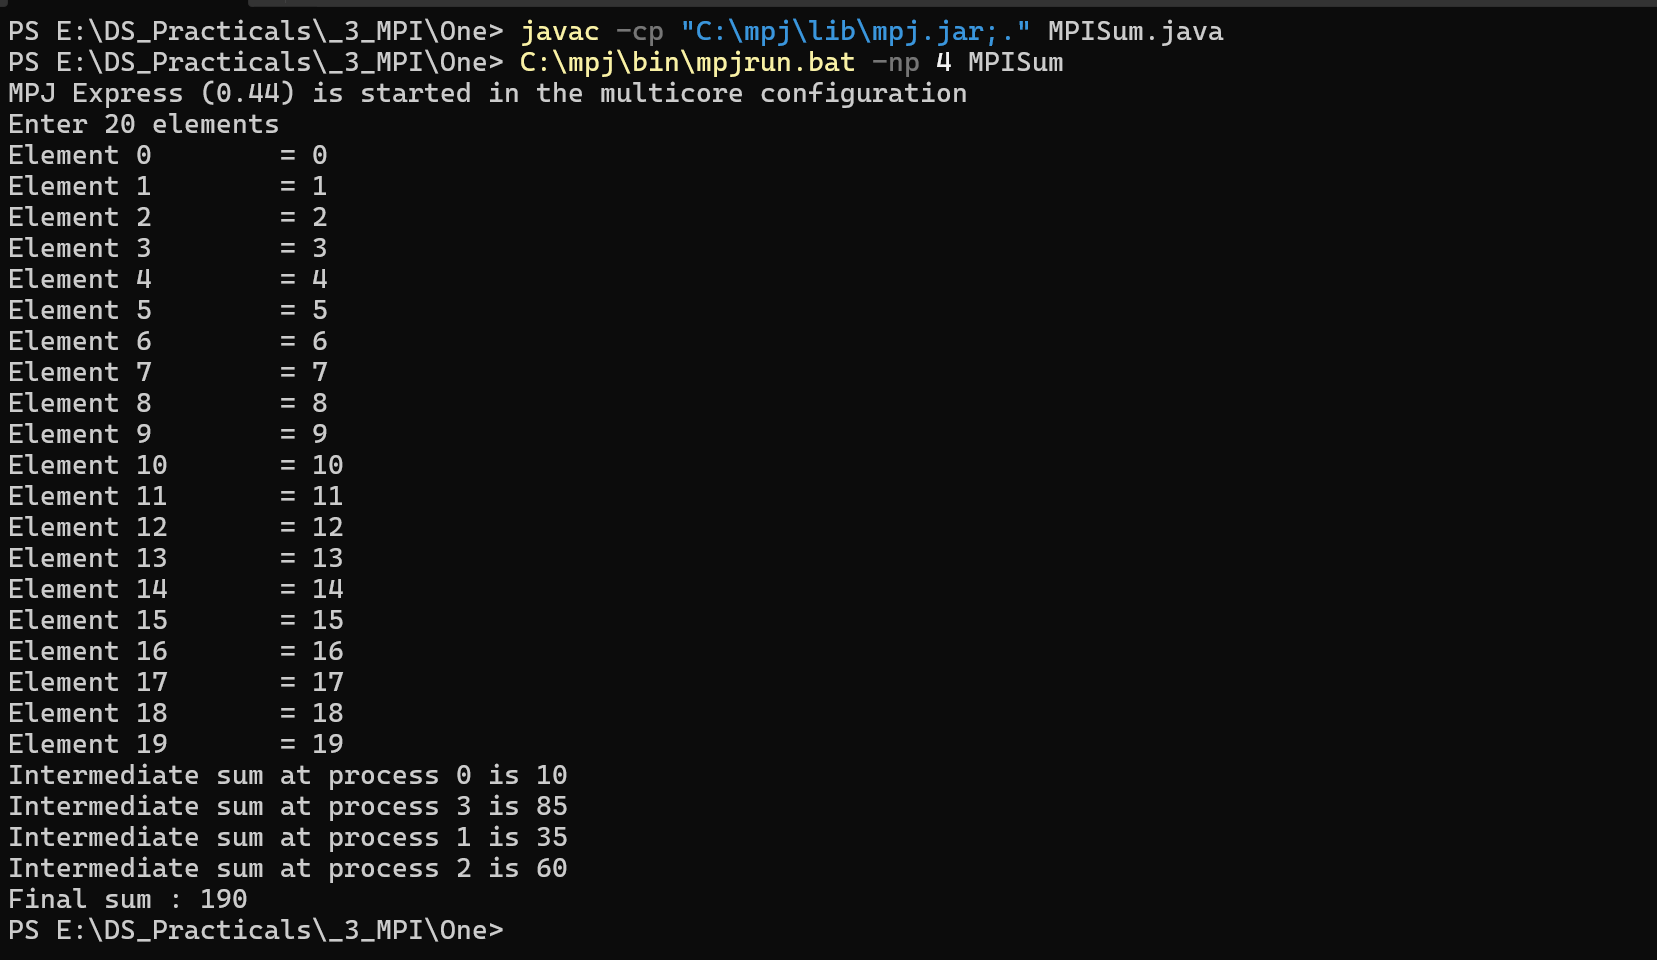 PS E:\DS_Practicals\_3_MPI\One> javac -cp "C:\mpj\lib\mpj.jar;." MPISum.java
PS E:\DS_Practicals\_3_MPI\One> C:\mpj\bin\mpjrun.bat -np 4 MPISum
MPJ Express (0.44) is started in the multicore configuration
Enter 20 elements
Element 0        = 0
Element 1        = 1
Element 2        = 2
Element 3        = 3
Element 4        = 4
Element 5        = 5
Element 6        = 6
Element 7        = 7
Element 8        = 8
Element 9        = 9
Element 10       = 10
Element 11       = 11
Element 12       = 12
Element 13       = 13
Element 14       = 14
Element 15       = 15
Element 16       = 16
Element 17       = 17
Element 18       = 18
Element 19       = 19
Intermediate sum at process 0 is 10
Intermediate sum at process 3 is 85
Intermediate sum at process 1 is 35
Intermediate sum at process 2 is 60
Final sum : 190
PS E:\DS_Practicals\_3_MPI\One>